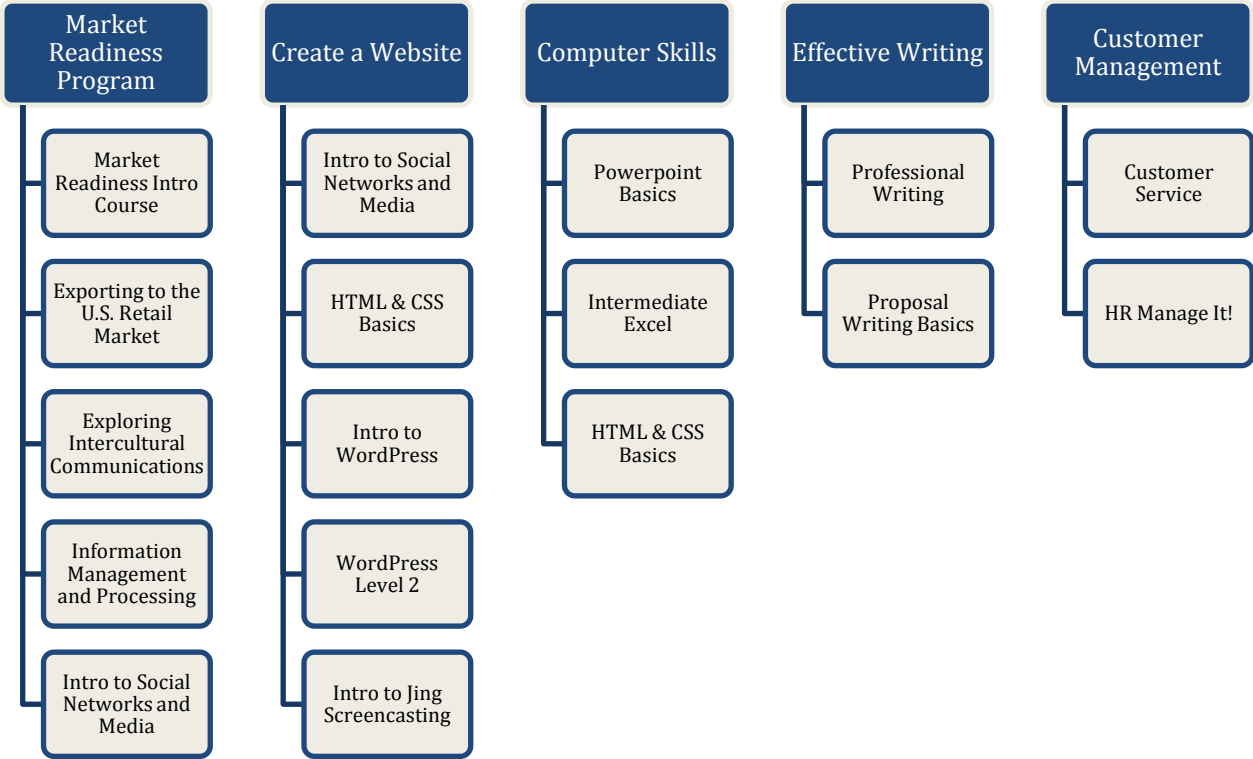 Market
Readiness
Program
Market
Readiness Intro
Course
Exporting to the
U.S. Retail
Market
Exploring
Intercultural
Communications
Information
Management
and Processing
Intro to Social
Networks and
Media
Create a Website
Intro to Social
Networks and
Media
HTML & CSS
Basics
Intro to
WordPress
WordPress
Level 2
Intro to Jing
Screencasting
Computer Skills
Powerpoint
Basics
Intermediate
Excel
HTML & CSS
Basics
Effective Writing
Professional
Writing
Proposal
Writing Basics
Customer
Management
Customer
Service
HR Manage It!